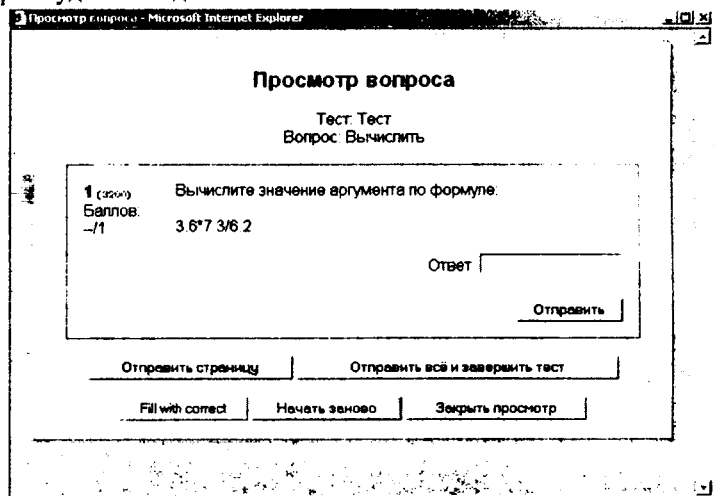 Просмотр вопроса - Microsoft Internet Explorer
Просмотр вопроса
Тест: Тест
Вопрос: Вычислить
1
Баллов:
--/1
Вычислите значение аргумента по формуле:
3.6*7.3/6.2
Ответ
Отправить
Отправить страницу
Отправить всё и завершить тест
Fill with correct
Начать заново
Закрыть просмотр